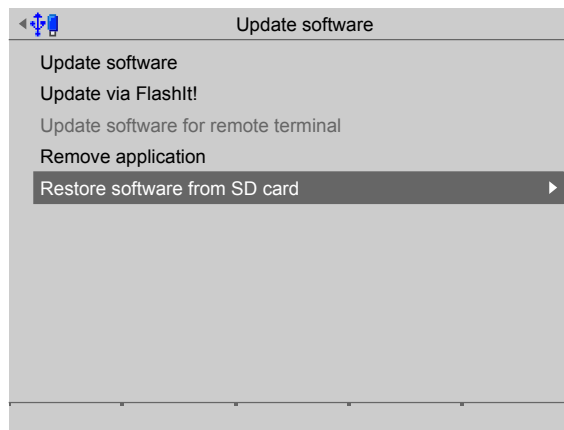 Update software
Update software
Update via FlashIt!
Update software for remote terminal
Remove application
Restore software from SD card